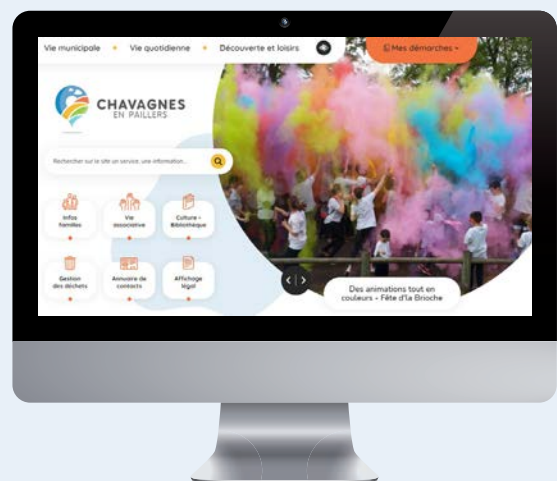 Vie municipale Vie quotidienne Découverte et loisirs Mes démarches
CHAVAGNES
EN PAILLERS
Rechercher sur le site un service, une information...
Infos
familles
Vie
associative
Culture -
Bibliothèque
Gestion
des déchets
Annuaire de
contacts
Affichage
légal
Des animations tout en
couleurs - Fête d'la Brioche